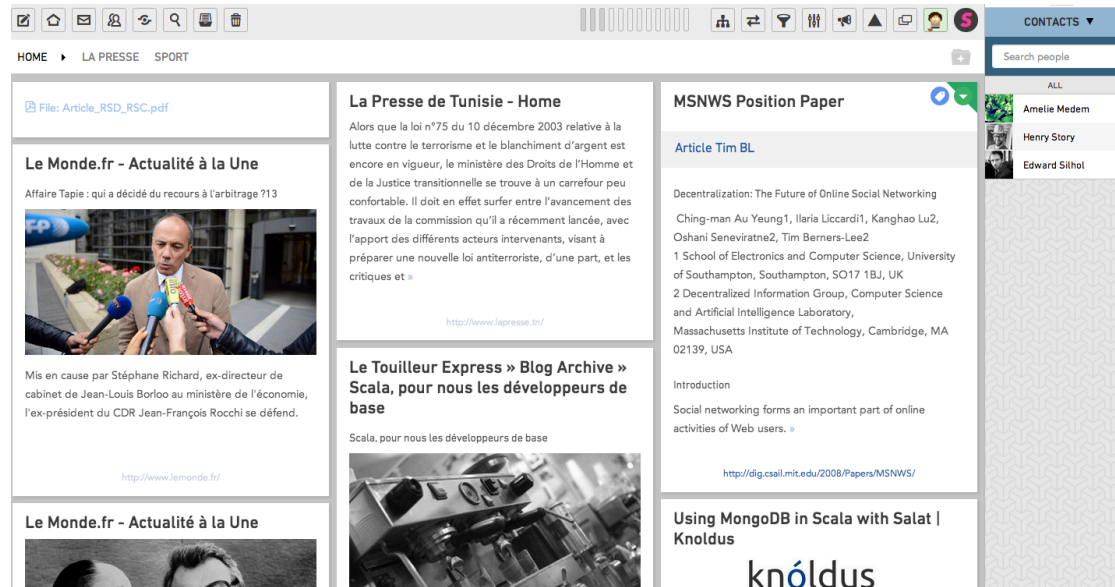 CONTACTS ▼
HOME ▸ LA PRESSE SPORT
Search people
ALL
Amelie Medem
Henry Story
Edward Silhol
File: Article_RSD_RSC.pdf
Le Monde.fr - Actualité à la Une
Affaire Tapie : qui a décidé du recours à l'arbitrage ?13
FP
Mis en cause par Stéphane Richard, ex-directeur de
cabinet de Jean-Louis Borloo au ministère de l'économie,
l'ex-président du CDR Jean-François Rocchi se défend.
http://www.lemonde.fr/
Le Monde.fr - Actualité à la Une
La Presse de Tunisie - Home
Alors que la loi n°75 du 10 décembre 2003 relative à la
lutte contre le terrorisme et le blanchiment d'argent est
encore en vigueur, le ministère des Droits de l'Homme et
de la Justice transitionnelle se trouve à un carrefour peu
confortable. Il doit en effet surfer entre l'avancement des
travaux de la commission qu'il a récemment lancée, avec
l'apport des différents acteurs intervenants, visant à
préparer une nouvelle loi antiterroriste, d'une part, et les
critiques et »
http://www.lapresse.tn/
Le Touilleur Express » Blog Archive »
Scala, pour nous les développeurs de
base
Scala, pour nous les développeurs de base
MSNWS Position Paper
Article Tim BL
Decentralization: The Future of Online Social Networking
Ching-man Au Yeung1, Ilaria Liccardi1, Kanghao Lu2,
Oshani Seneviratne2, Tim Berners-Lee2
1 School of Electronics and Computer Science, University
of Southampton, Southampton, SO17 1BJ, UK
2 Decentralized Information Group, Computer Science
and Artificial Intelligence Laboratory,
Massachusetts Institute of Technology, Cambridge, MA
02139, USA
Introduction
Social networking forms an important part of online
activities of Web users. »
http://dig.csail.mit.edu/2008/Papers/MSNWS/
Using MongoDB in Scala with Salat |
Knoldus
knóldus